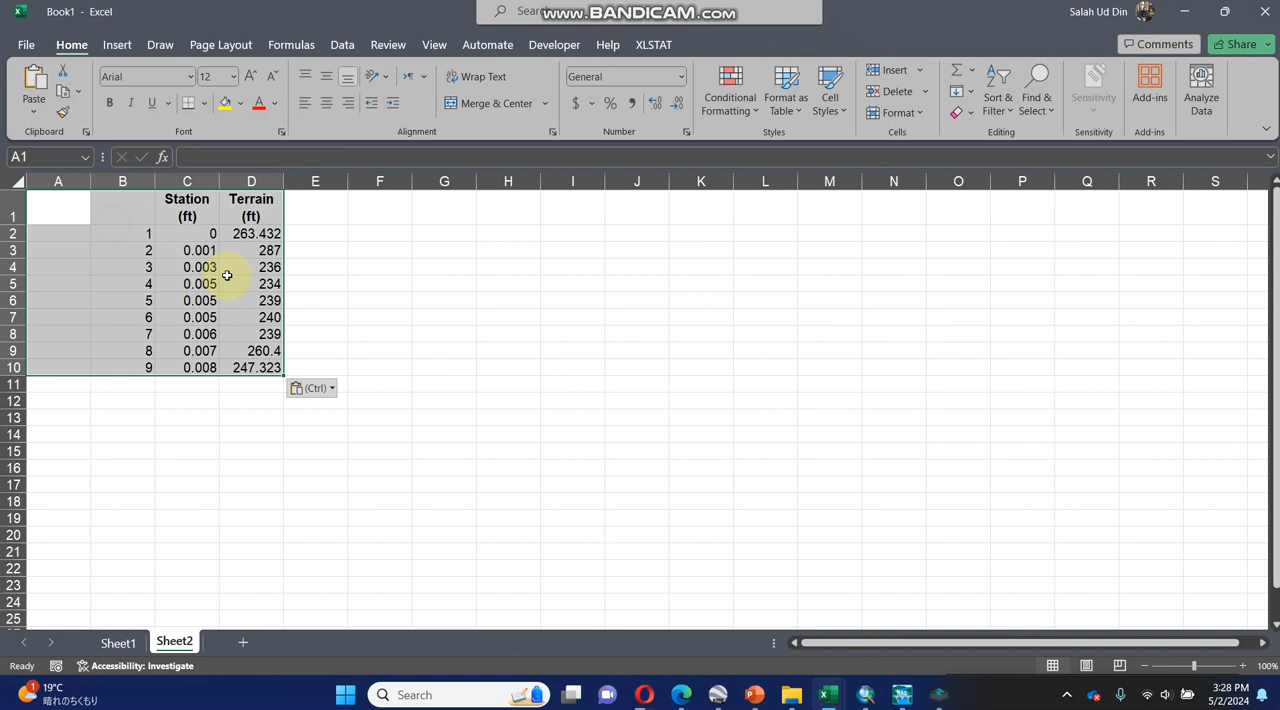 Book1 - Excel
Search
www.BANDICAM.com
Salah Ud Din
File Home Insert Draw Page Layout Formulas Data Review View Automate Developer Help XLSTAT
Comments Share
Paste
Arial 12
B I U A
Wrap Text
Merge & Center
General
$ % ,
Conditional Formatting
Format as Table
Cell Styles
Insert
Delete
Format
Sort & Filter
Find & Select
Sensitivity
Add-ins
Analyze Data
Clipboard Font Alignment Number Styles Cells Editing Sensitivity Add-ins
A1 fx
A B C D E F G H I J K L M N O P Q R S
Station Terrain
1 (ft) (ft)
2 1 0 263.432
3 2 0.001 287
4 3 0.003 236
5 4 0.005 234
6 5 0.005 239
7 6 0.005 240
8 7 0.006 239
9 8 0.007 260.4
10 9 0.008 247.323
11 (Ctrl)
12
13
14
15
16
17
18
19
20
21
22
23
24
25
Sheet1 Sheet2
Ready Accessibility: Investigate 100%
19°C
晴れのちくもり
Search
3:28 PM
5/2/2024